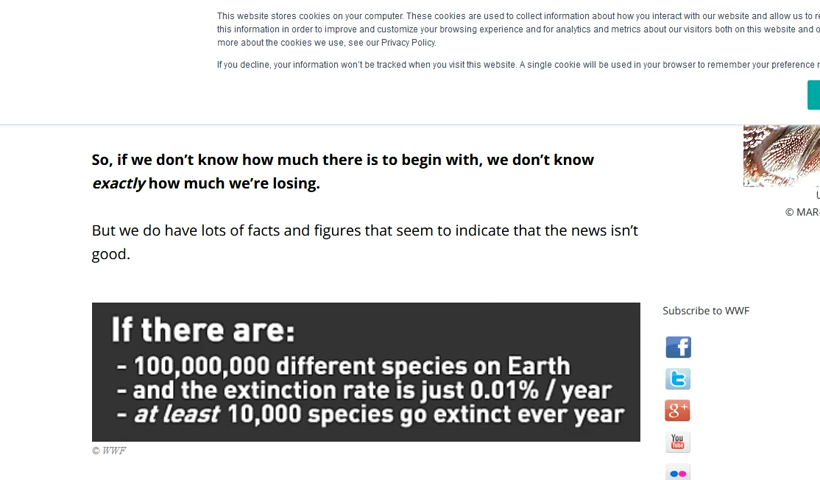 This website stores cookies on your computer. These cookies are used to collect information about how you interact with our website and allow us to
this information in order to improve and customize your browsing experience and for analytics and metrics about our visitors both on this website and
more about the cookies we use, see our Privacy Policy.
If you decline, your information won't be tracked when you visit this website. A single cookie will be used in your browser to remember your preference
So, if we don't know how much there is to begin with, we don't know
exactly how much we're losing.
© MAR
But we do have lots of facts and figures that seem to indicate that the news isn't
good.
If there are:
- 100,000,000 different species on Earth
- and the extinction rate is just 0.01% / year
- at least 10,000 species go extinct ever year
© WWF
Subscribe to WWF
f
t
g+
You
Tube